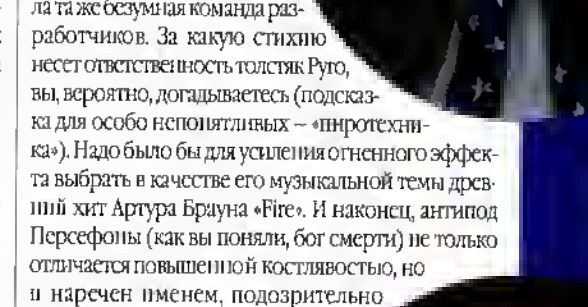 ла та же безумная команда раз-
работчиков. За какую стихию
несет ответственность толстяк Руго,
вы, вероятно, догадываетесь (подсказ-
ка для особо непонятливых – «пиротехни-
ка»). Надо было бы для усиления огненного эффек-
та выбрать в качестве его музыкальной темы древ-
ний хит Артура Брауна «Fire». И наконец, антипод
Персефоны (как вы поняли, бог смерти) не только
отличается повышенной костлявостью, но
и наречен именем, подозрительно